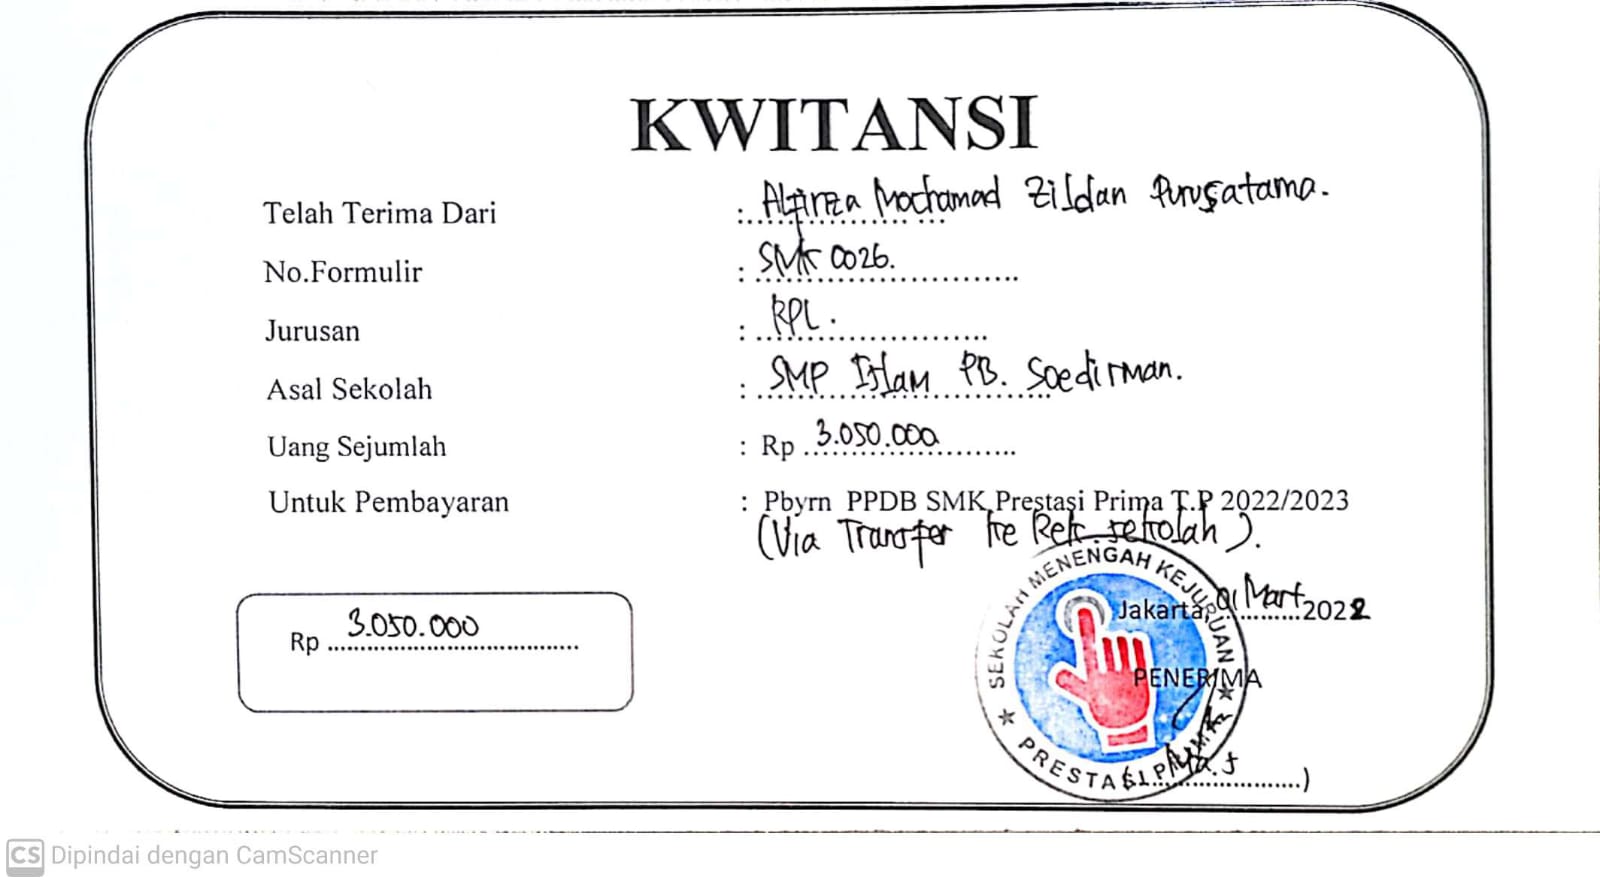 KWITANSI
Telah Terima Dari : Alfirza Mochamad Zildan Purusatama.
No.Formulir : SMK 0026.
Jurusan : RPL.
Asal Sekolah : SMP Islam PB. Soedirman.
Uang Sejumlah : Rp 3.050.000
Untuk Pembayaran : Pbyrn PPDB SMK Prestasi Prima T.P 2022/2023
(Via Transfer ke Rek. sekolah).
SEKOLAH MENENGAH KEJURUAN
PRESTASI PRIMA
Jakarta, 01 Mart 2022
Rp 3.050.000
PENERIMA
CS Dipindai dengan CamScanner